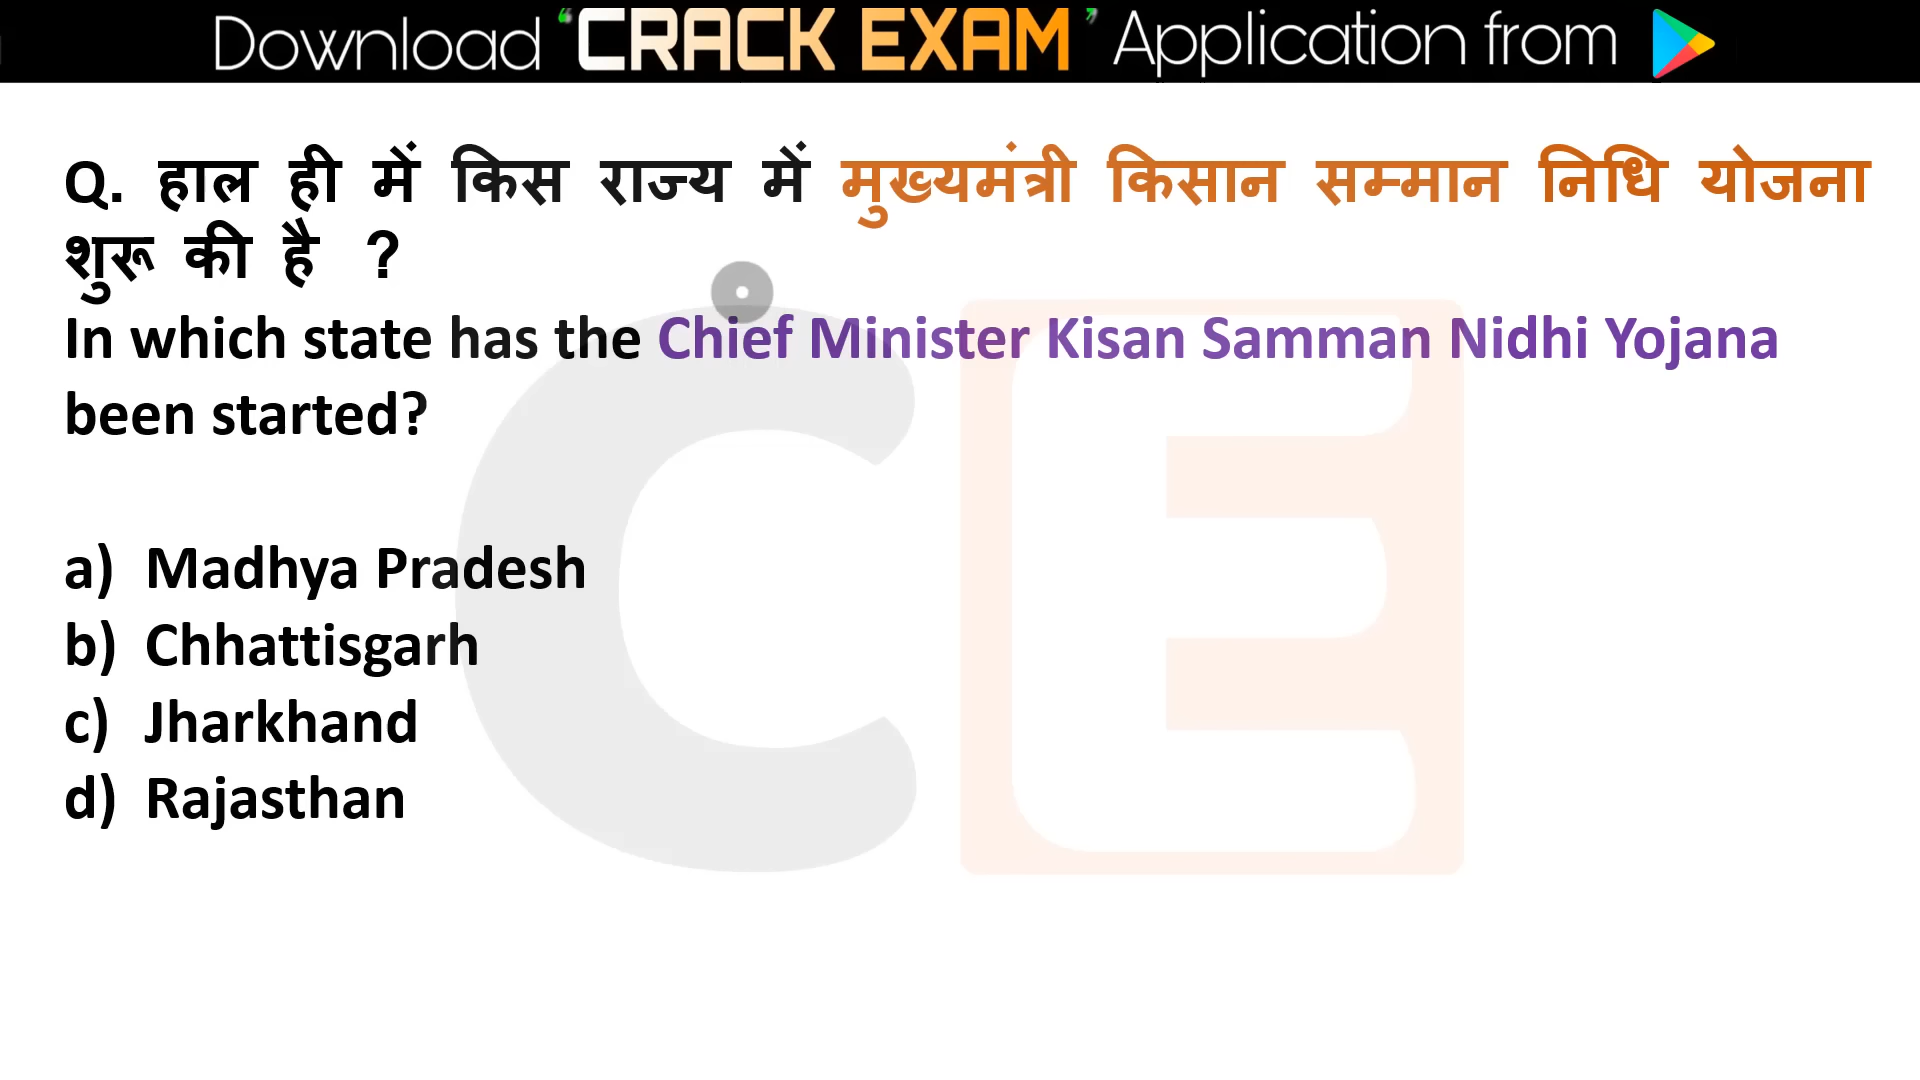 Download ‘CRACK EXAM’ Application from
Q. हाल ही में किस राज्य में मुख्यमंत्री किसान सम्मान निधि योजना
शुरू की है ?
In which state has the Chief Minister Kisan Samman Nidhi Yojana
been started?
a) Madhya Pradesh
b) Chhattisgarh
c) Jharkhand
d) Rajasthan
CE